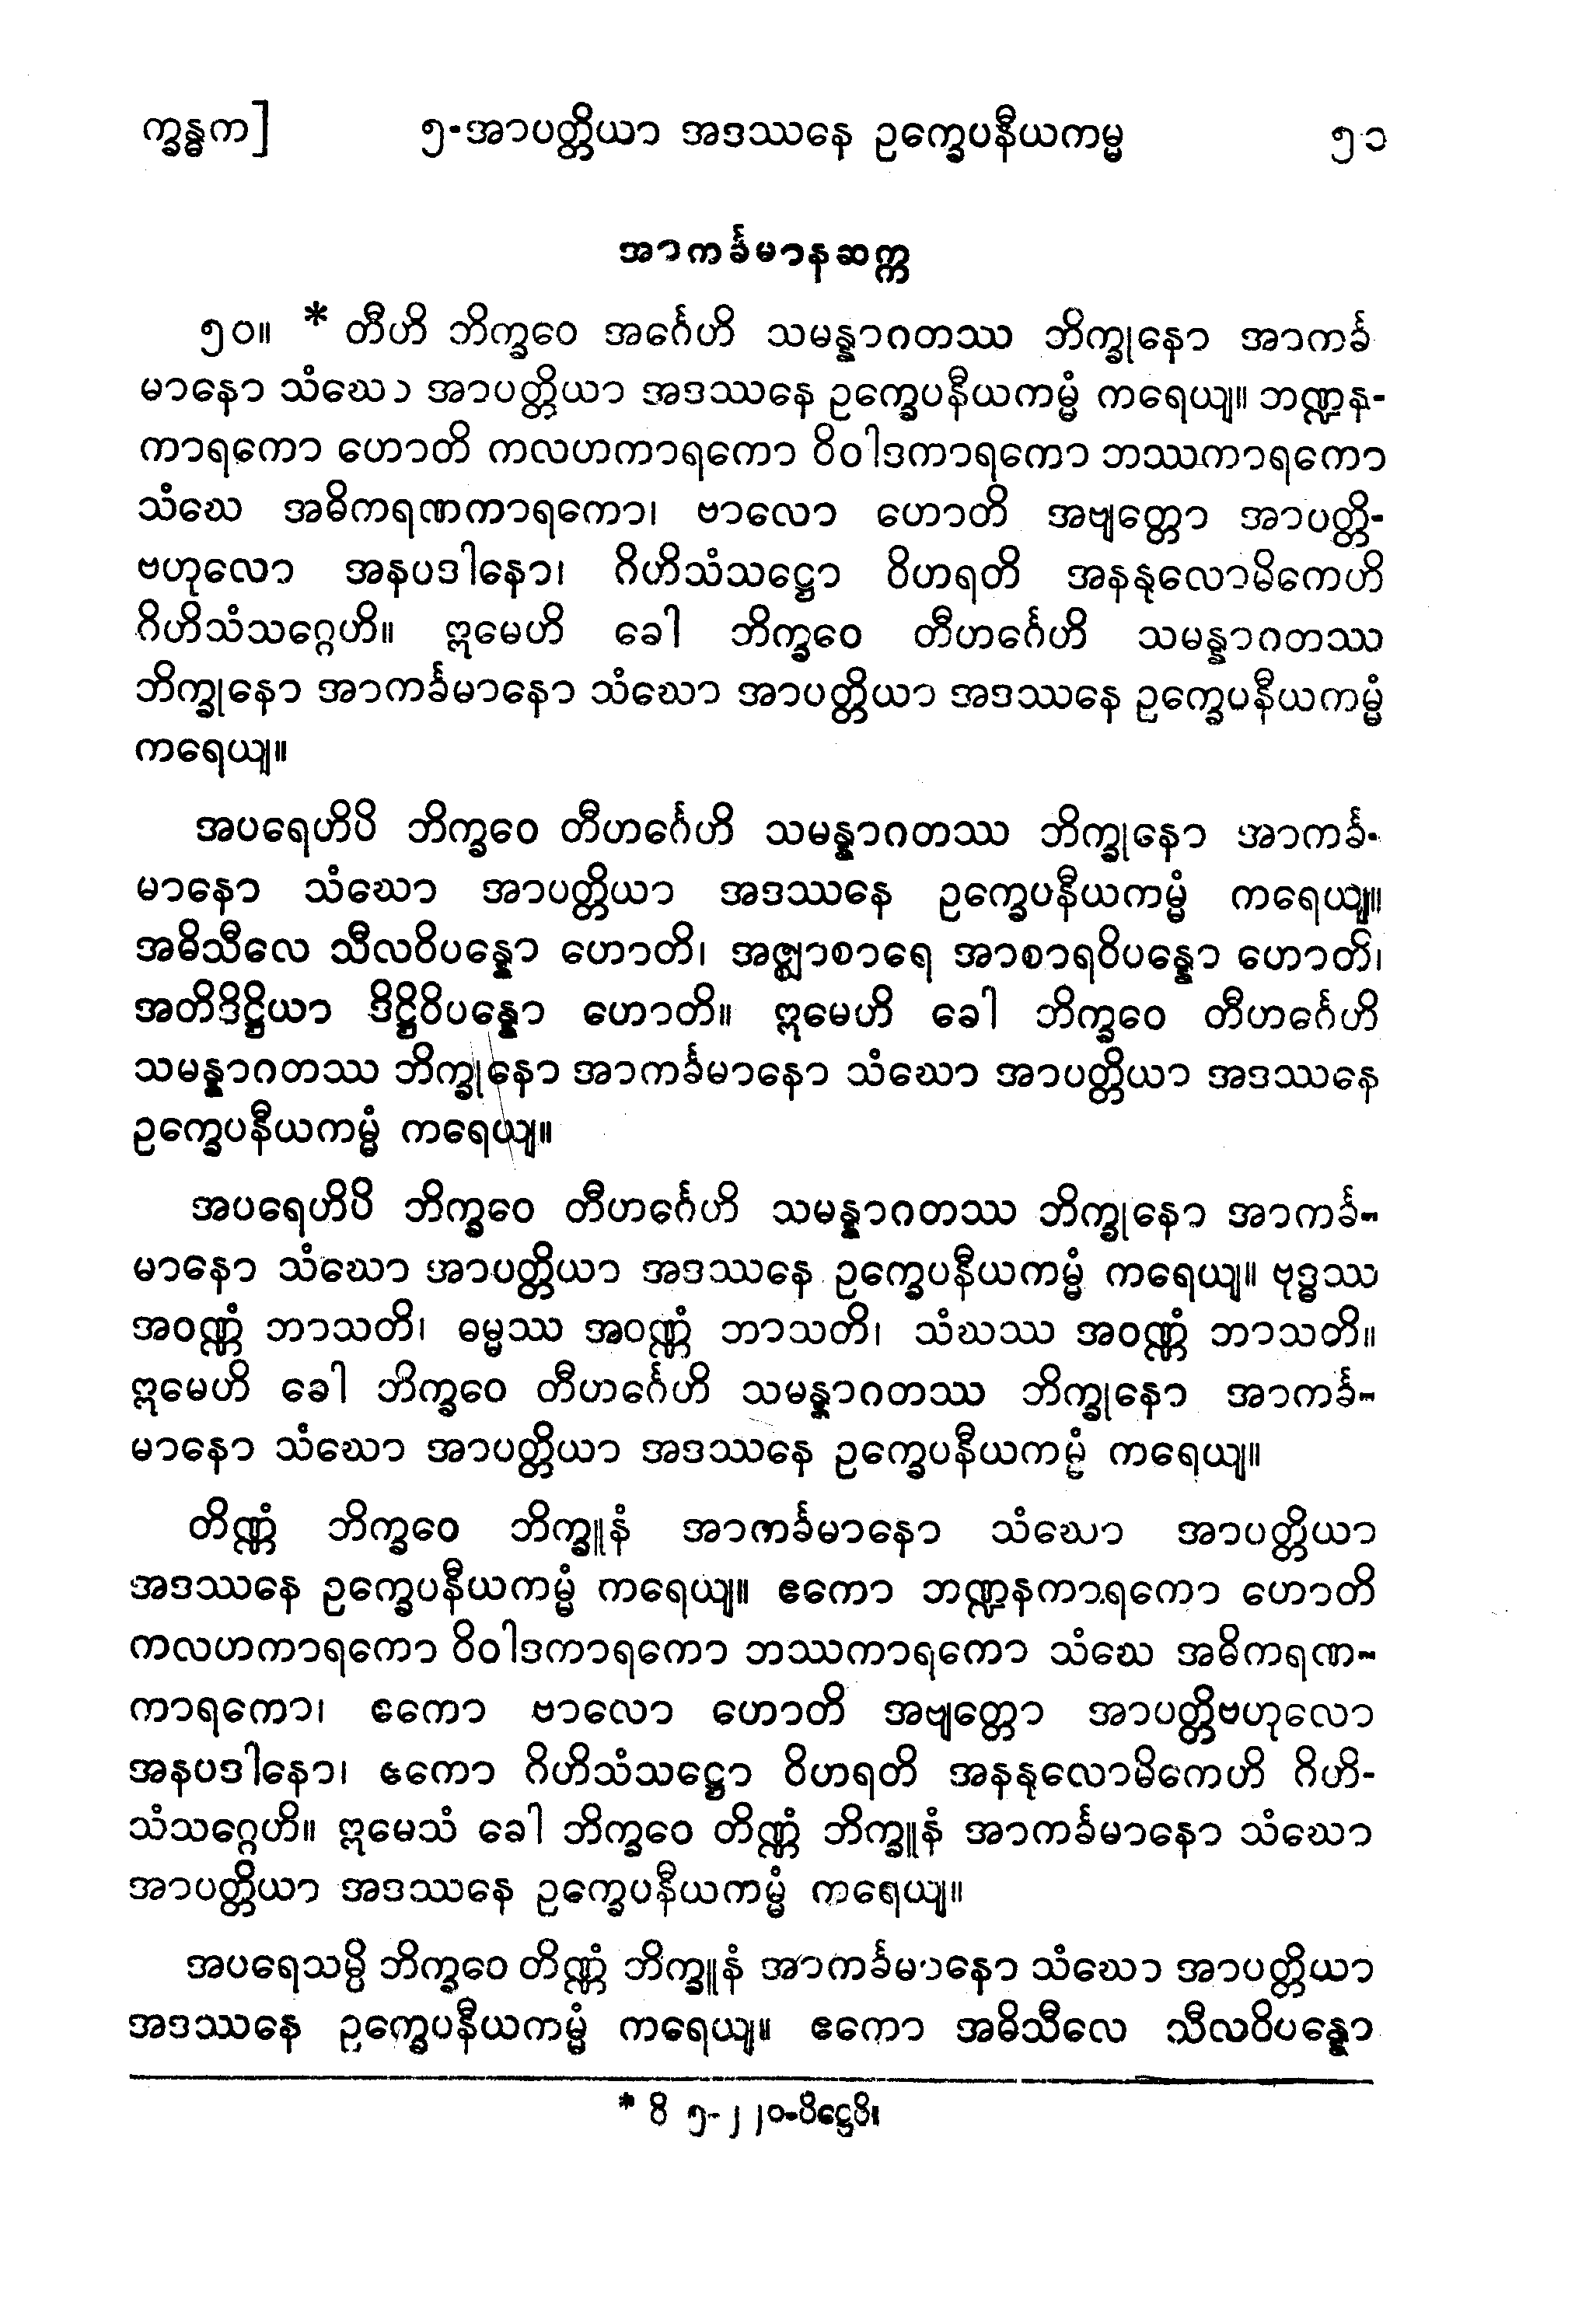 က္ခန္ဓက]
၅-အာပတ္တိယာ အဒဿနေ ဥက္ခေပနီယကမ္မ
၅၁
အာကင်္ခမာနဆက္က
၅၀။ * တီဟိ ဘိက္ခဝေ အင်္ဂေဟိ သမန္နာဂတဿ ဘိက္ခုနော အာကင်္ခ
မာနော သံဃော အာပတ္တိယာ အဒဿနေ ဥက္ခေပနီယကမ္မံ ကရေယျ။ ဘဏ္ဍန-
ကာရကော ဟောတိ ကလဟကာရကော ဝိဝါဒကာရကော ဘဿကာရကော
သံဃေ အဓိကရဏကာရကော၊ ဗာလော ဟောတိ အဗျတ္တော အာပတ္တိ-
ဗဟုလော အနပဒါနော၊ ဂိဟိသံသဋ္ဌော ဝိဟရတိ အနနုလောမိကေဟိ
ဂိဟိသံသဂ္ဂေဟိ။ ဣမေဟိ ခေါ ဘိက္ခဝေ တီဟင်္ဂေဟိ သမန္နာဂတဿ
ဘိက္ခုနော အာကင်္ခမာနော သံဃော အာပတ္တိယာ အဒဿနေ ဥက္ခေပနီယကမ္မံ
ကရေယျ။
အပရေဟိပိ ဘိက္ခဝေ တီဟင်္ဂေဟိ သမန္နာဂတဿ ဘိက္ခုနော အာကင်္ခ-
မာနော သံဃော အာပတ္တိယာ အဒဿနေ ဥက္ခေပနီယကမ္မံ ကရေယျ။
အဓိသီလေ သီလဝိပန္နော ဟောတိ၊ အဇ္ဈာစာရေ အာစာရဝိပန္နော ဟောတိ၊
အတိဒိဋ္ဌိယာ ဒိဋ္ဌိဝိပန္နော ဟောတိ။ ဣမေဟိ ခေါ ဘိက္ခဝေ တီဟင်္ဂေဟိ
သမန္နာဂတဿ ဘိက္ခုနော အာကင်္ခမာနော သံဃော အာပတ္တိယာ အဒဿနေ
ဥက္ခေပနီယကမ္မံ ကရေယျ။
အပရေဟိပိ ဘိက္ခဝေ တီဟင်္ဂေဟိ သမန္နာဂတဿ ဘိက္ခုနော အာကင်္ခ-
မာနော သံဃော အာပတ္တိယာ အဒဿနေ ဥက္ခေပနီယကမ္မံ ကရေယျ။ ဗုဒ္ဓဿ
အဝဏ္ဏံ ဘာသတိ၊ ဓမ္မဿ အဝဏ္ဏံ ဘာသတိ၊ သံဃဿ အဝဏ္ဏံ ဘာသတိ။
ဣမေဟိ ခေါ ဘိက္ခဝေ တီဟင်္ဂေဟိ သမန္နာဂတဿ ဘိက္ခုနော အာကင်္ခ-
မာနော သံဃော အာပတ္တိယာ အဒဿနေ ဥက္ခေပနီယကမ္မံ ကရေယျ။
တိဏ္ဏံ ဘိက္ခဝေ ဘိက္ခူနံ အာကင်္ခမာနော သံဃော အာပတ္တိယာ
အဒဿနေ ဥက္ခေပနီယကမ္မံ ကရေယျ။ ဧကော ဘဏ္ဍနကာရကော ဟောတိ
ကလဟကာရကော ဝိဝါဒကာရကော ဘဿကာရကော သံဃေ အဓိကရဏ-
ကာရကော၊ ဧကော ဗာလော ဟောတိ အဗျတ္တော အာပတ္တိဗဟုလော
အနပဒါနော၊ ဧကော ဂိဟိသံသဋ္ဌော ဝိဟရတိ အနနုလောမိကေဟိ ဂိဟိ-
သံသဂ္ဂေဟိ။ ဣမေသံ ခေါ ဘိက္ခဝေ တိဏ္ဏံ ဘိက္ခူနံ အာကင်္ခမာနော သံဃော
အာပတ္တိယာ အဒဿနေ ဥက္ခေပနီယကမ္မံ ကရေယျ။
အပရေသမ္ပိ ဘိက္ခဝေ တိဏ္ဏံ ဘိက္ခူနံ အာကင်္ခမာနော သံဃော အာပတ္တိယာ
အဒဿနေ ဥက္ခေပနီယကမ္မံ ကရေယျ။ ဧကော အဓိသီလေ သီလဝိပန္နော
* ဝိ ၅-၂၂၀-ပိဋ္ဌေပိ။